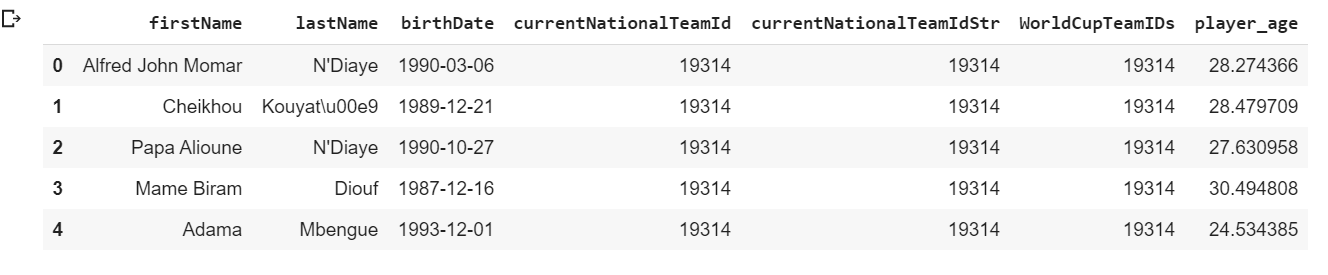 firstName lastName birthDate currentNationalTeamId currentNationalTeamIdStr WorldCupTeamIDs player_age
0 Alfred John Momar N'Diaye 1990-03-06 19314 19314 19314 28.274366
1 Cheikhou Kouyat\u00e9 1989-12-21 19314 19314 19314 28.479709
2 Papa Alioune N'Diaye 1990-10-27 19314 19314 19314 27.630958
3 Mame Biram Diouf 1987-12-16 19314 19314 19314 30.494808
4 Adama Mbengue 1993-12-01 19314 19314 19314 24.534385